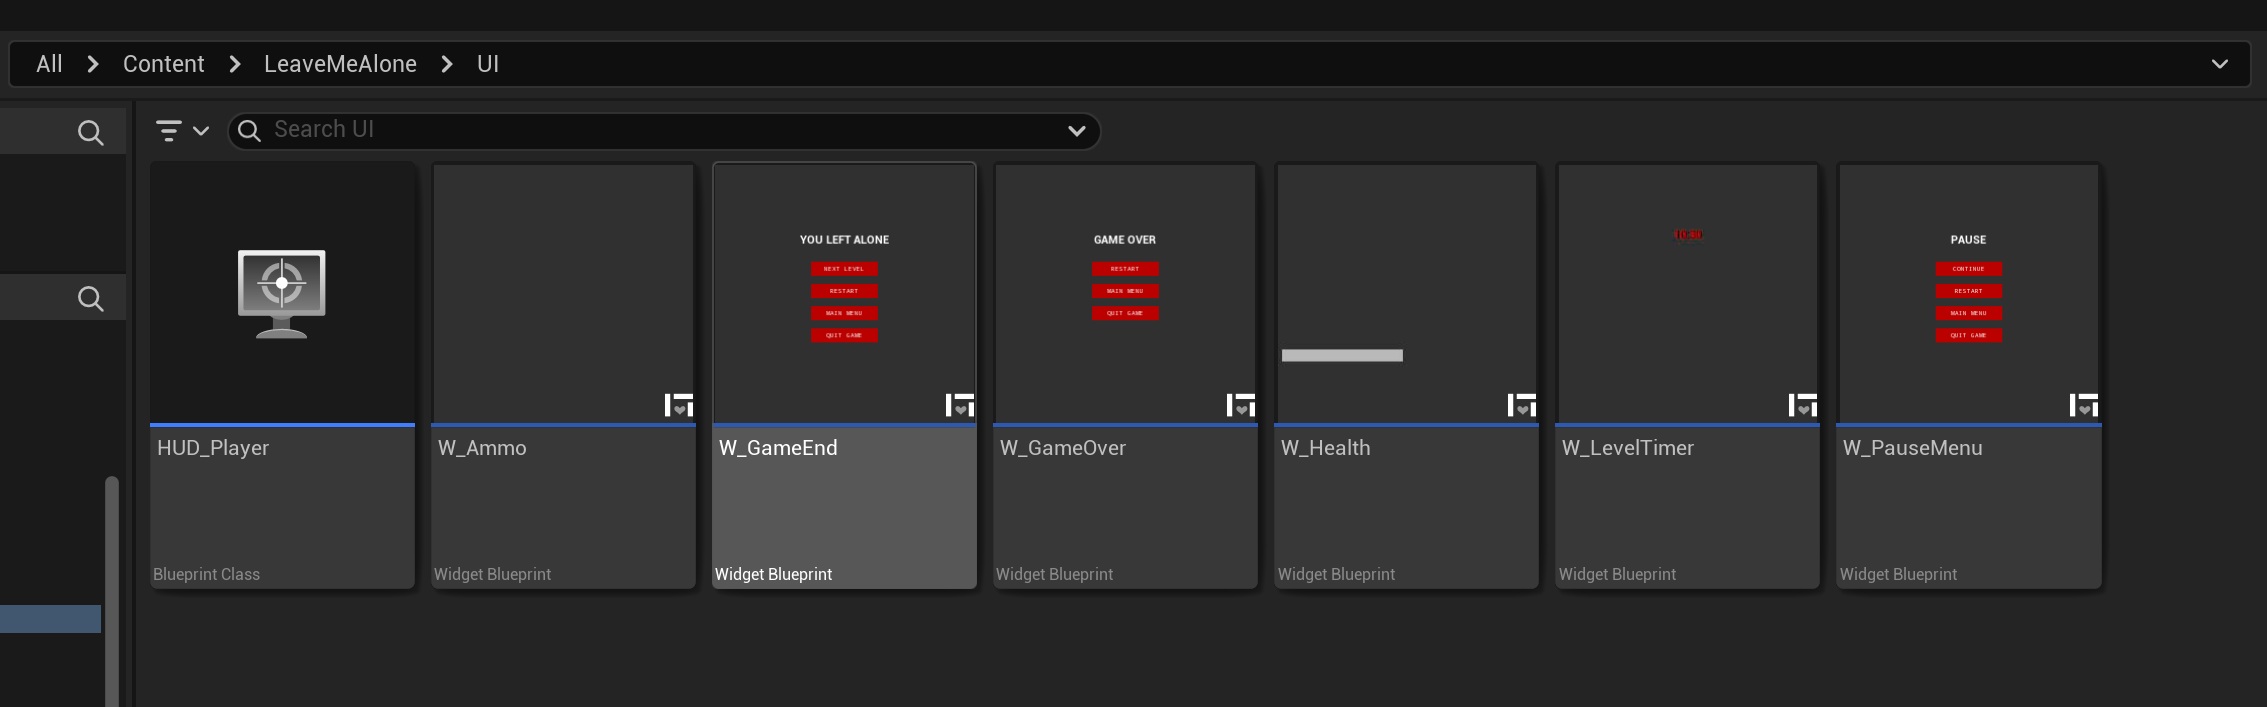 All > Content > LeaveMeAlone > UI
Search UI
YOU LEFT ALONE
NEXT LEVEL
RESTART
MAIN MENU
QUIT GAME
GAME OVER
RESTART
MAIN MENU
QUIT GAME
PAUSE
CONTINUE
RESTART
MAIN MENU
QUIT GAME
HUD_Player
W_Ammo
W_GameEnd
W_GameOver
W_Health
W_LevelTimer
W_PauseMenu
Blueprint Class
Widget Blueprint
Widget Blueprint
Widget Blueprint
Widget Blueprint
Widget Blueprint
Widget Blueprint